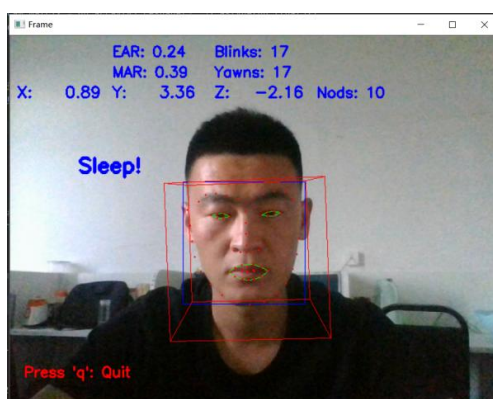 Frame
EAR: 0.24 Blinks: 17
MAR: 0.39 Yawns: 17
X: 0.89 Y: 3.36 Z: -2.16 Nods: 10
Sleep!
Press 'q': Quit